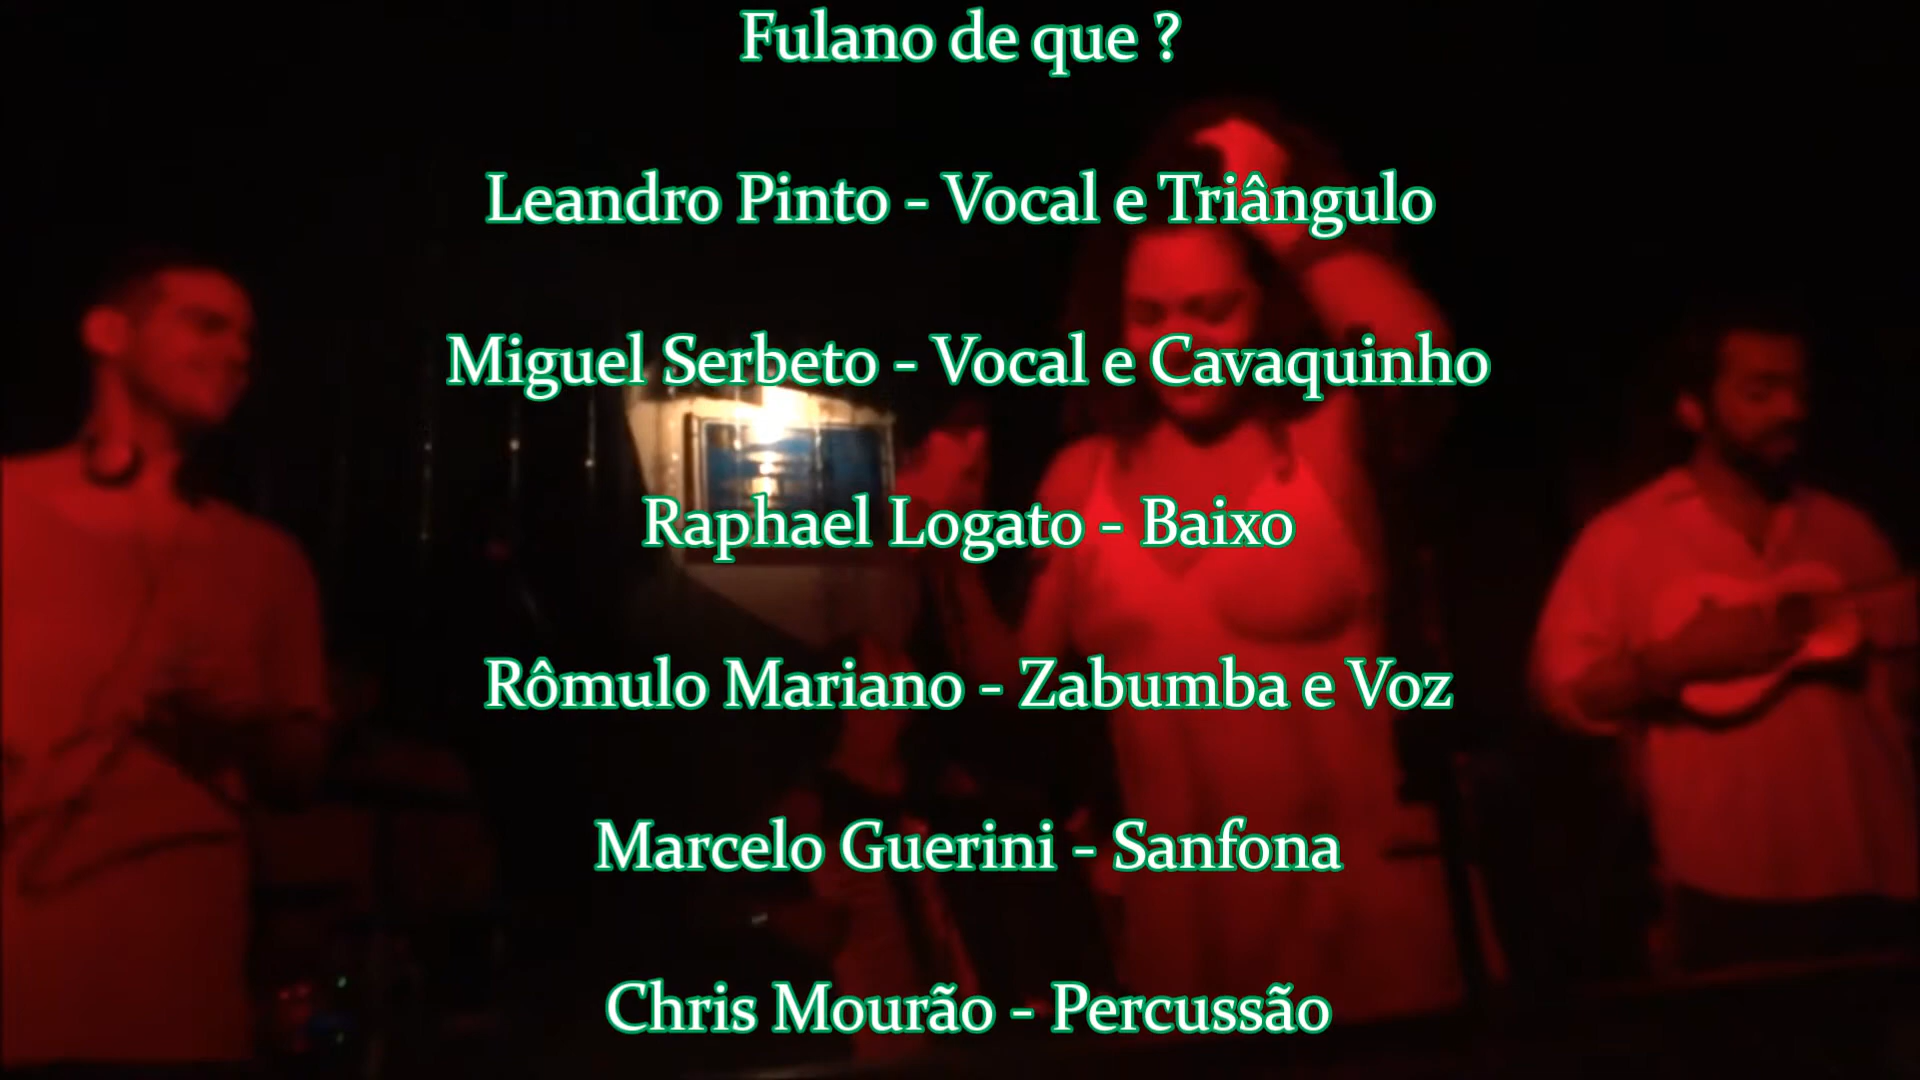 Fulano de que ?
Leandro Pinto - Vocal e Triângulo
Miguel Serbeto - Vocal e Cavaquinho
Raphael Logato - Baixo
Rômulo Mariano - Zabumba e Voz
Marcelo Guerini - Sanfona
Chris Mourão - Percussão